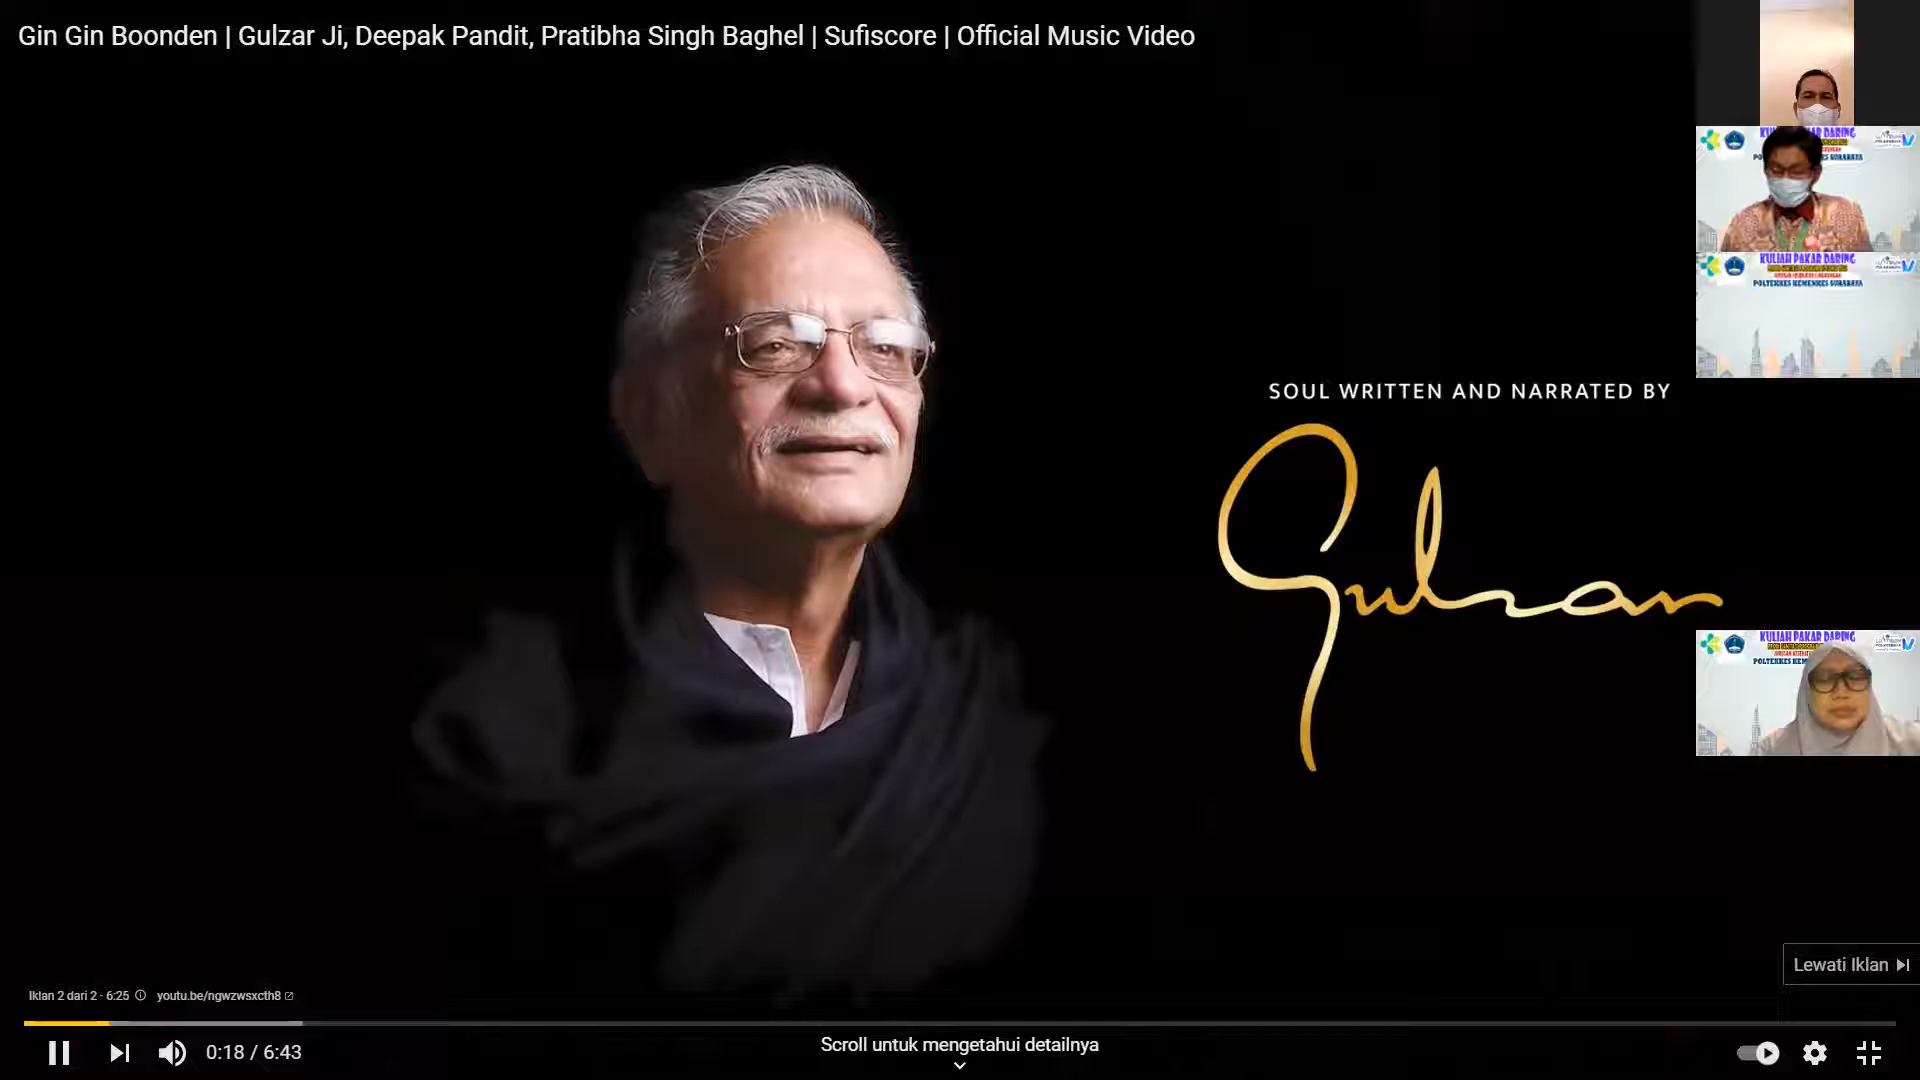 Gin Gin Boonden | Gulzar Ji, Deepak Pandit, Pratibha Singh Baghel | Sufiscore | Official Music Video
KULIAH PAKAR DARING
POLTEKKES KEMENKES SURABAYA
SOUL WRITTEN AND NARRATED BY
Gulzar
KULIAH PAKAR DARING
POLTEKKES KEM
Lewati Iklan
Iklan 2 dari 2 · 6:25 youtu.be/ngwzwsxcth8
0:18 / 6:43
Scroll untuk mengetahui detailnya